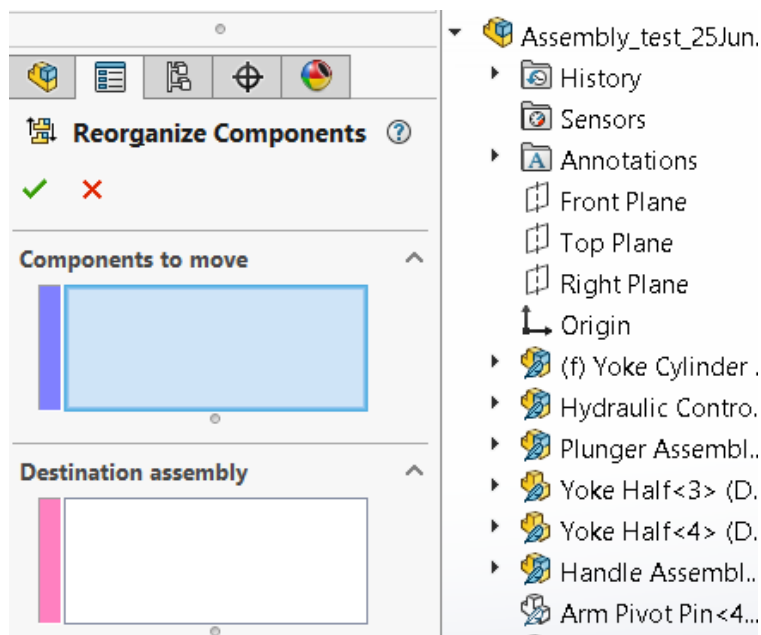 Reorganize Components
Components to move
Destination assembly
Assembly_test_25Jun.
History
Sensors
A Annotations
Front Plane
Top Plane
Right Plane
Origin
(f) Yoke Cylinder .
Hydraulic Contro.
Plunger Assembl..
Yoke Half<3> (D.
Yoke Half<4> (D.
Handle Assembl..
Arm Pivot Pin<4...